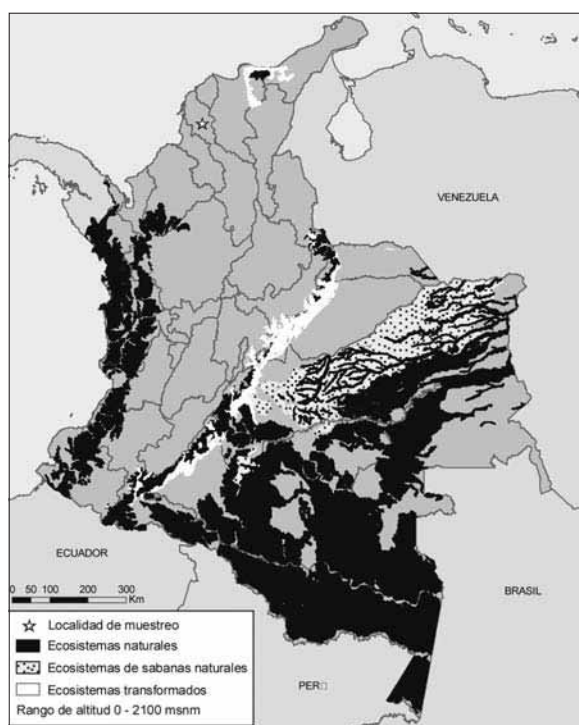 VENEZUELA
ECUADOR
BRASIL
PER□
0 50 100 200 300
Km
Localidad de muestreo
Ecosistemas naturales
Ecosistemas de sabanas naturales
Ecosistemas transformados
Rango de altitud 0 - 2100 msnm